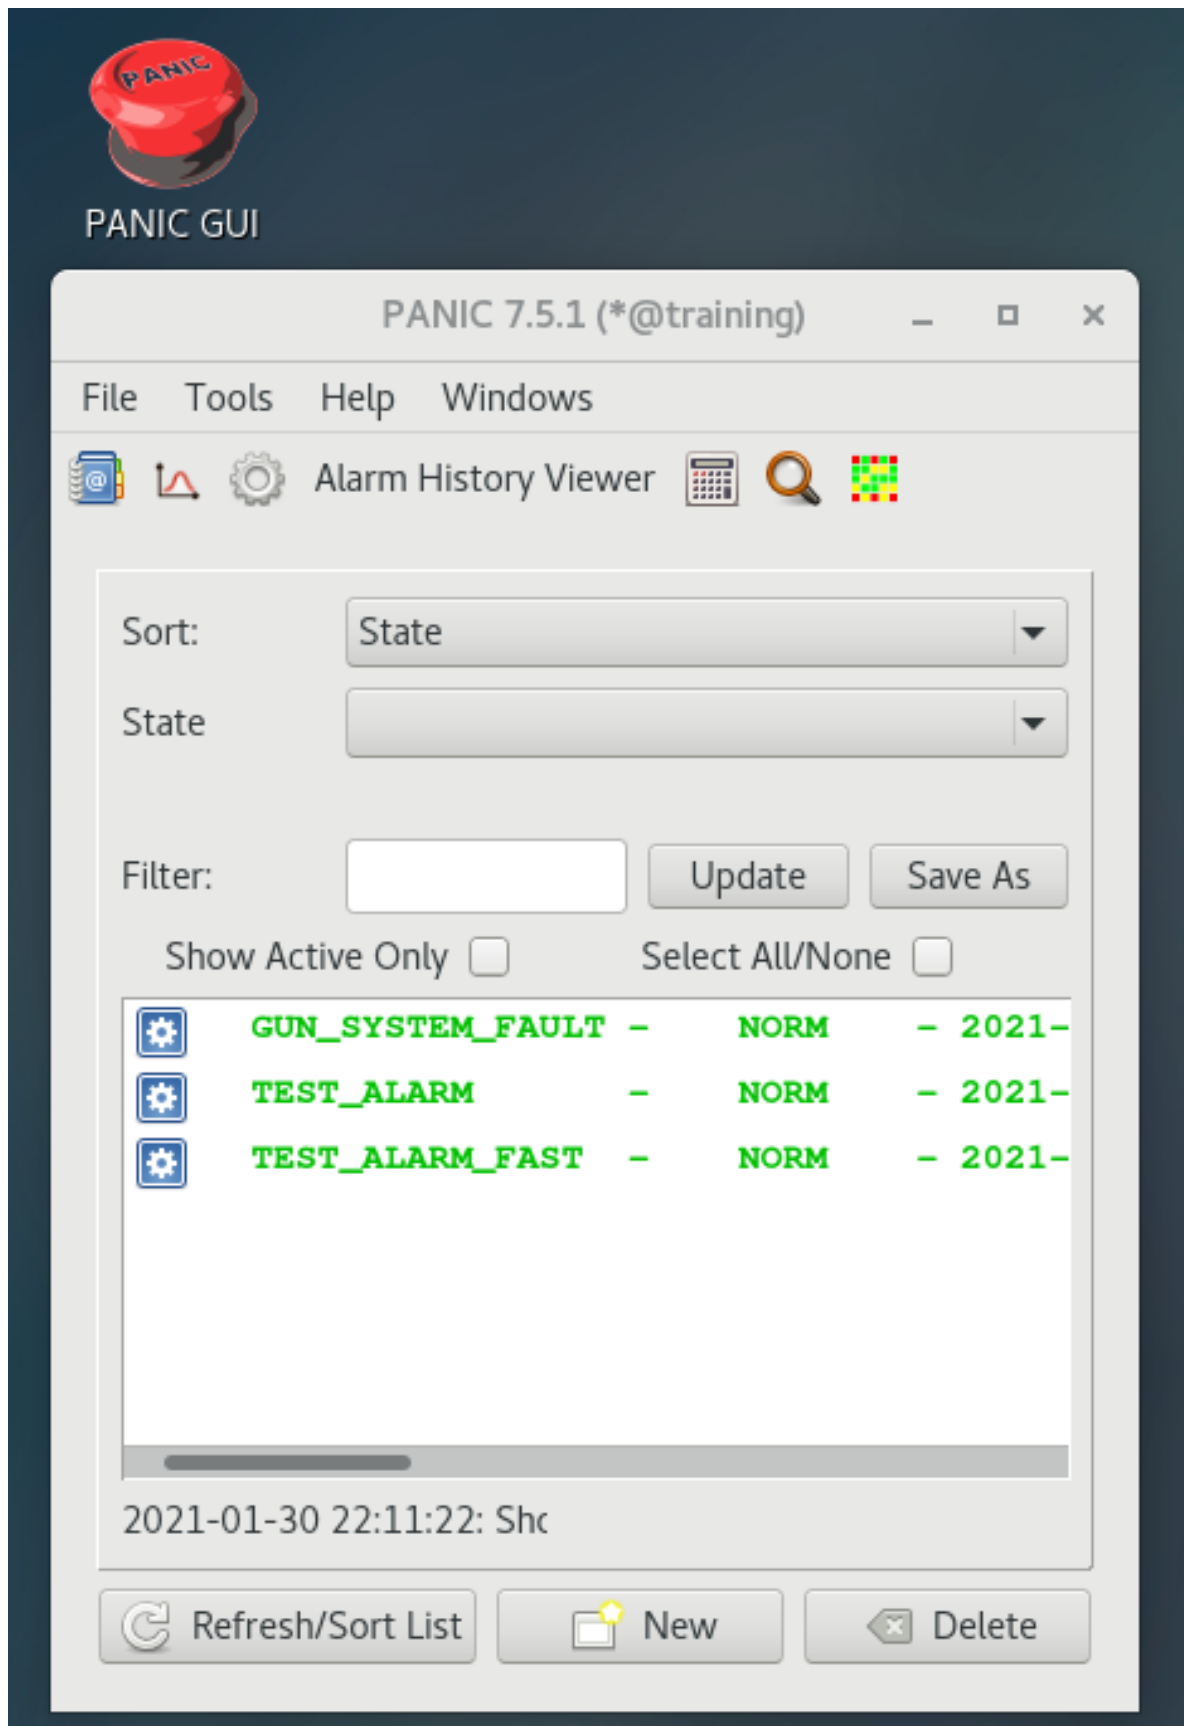 PANIC
PANIC GUI
PANIC 7.5.1 (*@training)
File Tools Help Windows
@ Alarm History Viewer
Sort: State
State
Filter: Update Save As
Show Active Only Select All/None
GUN_SYSTEM_FAULT - NORM - 2021-
TEST_ALARM - NORM - 2021-
TEST_ALARM_FAST - NORM - 2021-
2021-01-30 22:11:22: Sho
Refresh/Sort List New Delete